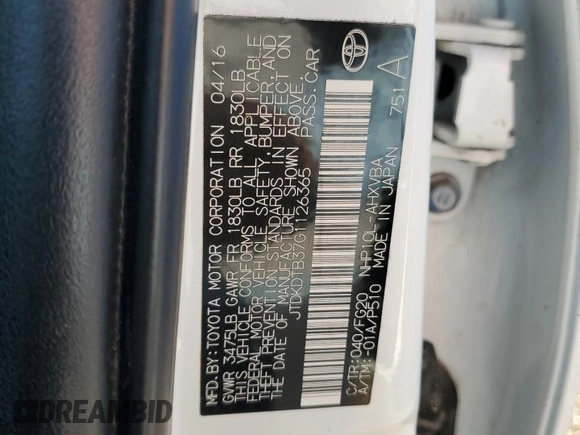 MFD.BY:TOYOTA MOTOR CORPORATION 04/16
GVWR 3475LB GAWR FR 1830LB RR 1830LB
THIS VEHICLE CONFORMS TO ALL APPLICABLE
FEDERAL MOTOR VEHICLE SAFETY, BUMPER, AND
THEFT PREVENTION STANDARDS IN EFFECT ON
THE DATE OF MANUFACTURE SHOWN ABOVE.
JTDKDTB37G1126365 PASS.CAR
C/TR:040/FG20 NHP10L-AHXVBA
A/TM:-01A/P510 MADE IN JAPAN 751 A
DREAMBID